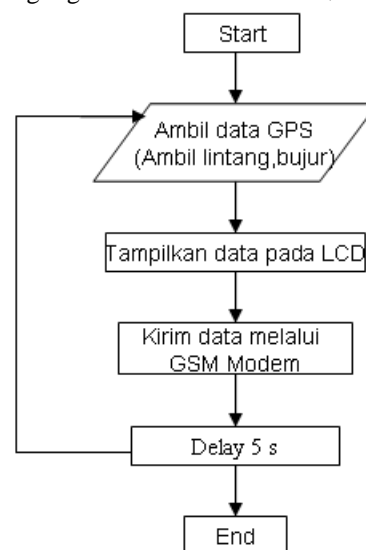 Start
Ambil data GPS
(Ambil lintang,bujur)
Tampilkan data pada LCD
Kirim data melalui
GSM Modem
Delay 5 s
End